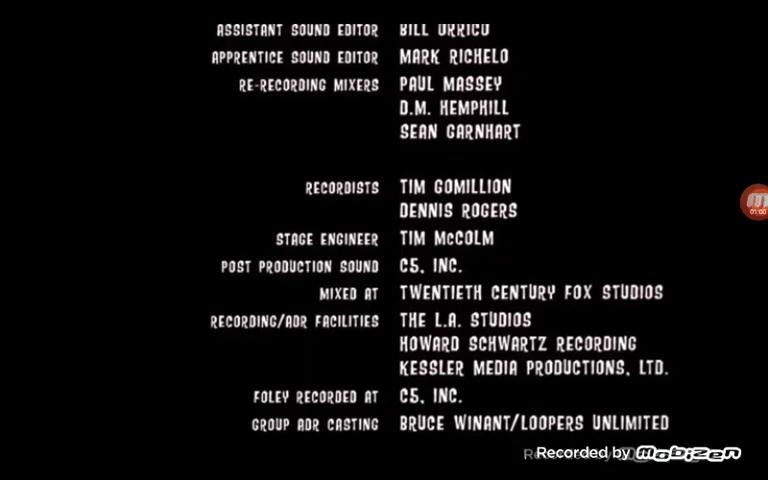 ASSISTANT SOUND EDITOR BILL ORRICO
APPRENTICE SOUND EDITOR MARK RICHELO
RE-RECORDING MIXERS PAUL MASSEY
D.M. HEMPHILL
SEAN GARNHART
RECORDISTS TIM GOMILLION
DENNIS ROGERS
STAGE ENGINEER TIM McCOLM
POST PRODUCTION SOUND C5, INC.
MIXED AT TWENTIETH CENTURY FOX STUDIOS
RECORDING/ADR FACILITIES THE L.A. STUDIOS
HOWARD SCHWARTZ RECORDING
KESSLER MEDIA PRODUCTIONS, LTD.
FOLEY RECORDED AT C5, INC.
GROUP ADR CASTING BRUCE WINANT/LOOPERS UNLIMITED
Recorded by Mobizen
01:00